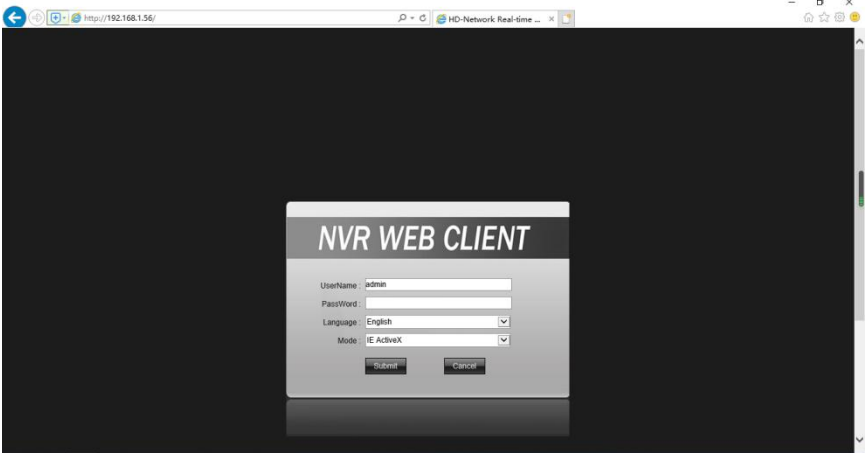 http://192.168.1.56/
HD-Network Real-time ...
NVR WEB CLIENT
UserName : admin
PassWord :
Language : English
Mode : IE ActiveX
Submit Cancel